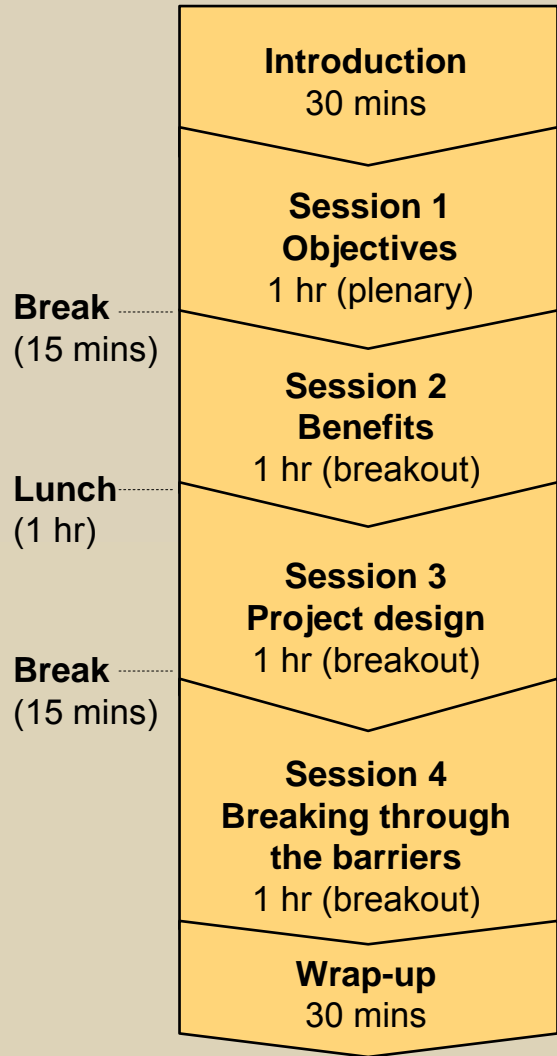 Introduction
30 mins
Session 1
Objectives
1 hr (plenary)
Break
(15 mins)
Session 2
Benefits
1 hr (breakout)
Lunch
(1 hr)
Session 3
Project design
1 hr (breakout)
Break
(15 mins)
Session 4
Breaking through
the barriers
1 hr (breakout)
Wrap-up
30 mins